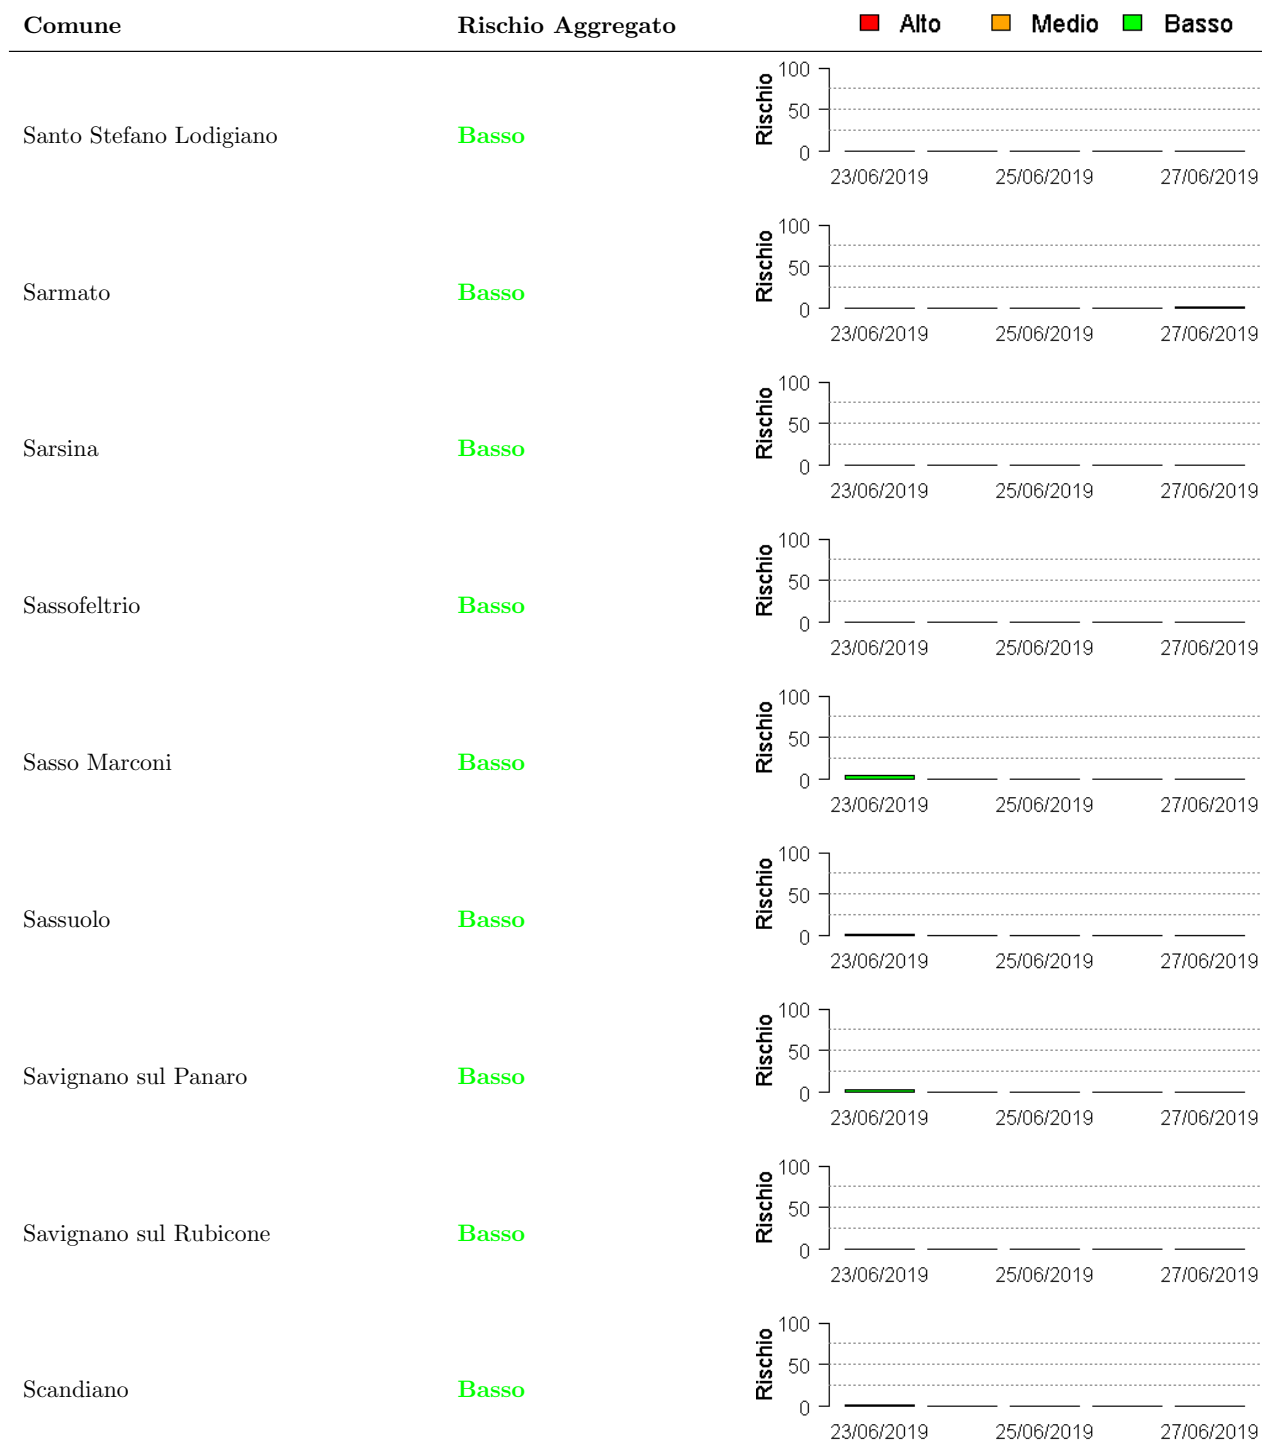 Comune Rischio Aggregato Alto Medio Basso
Santo Stefano Lodigiano Basso Rischio 100 50 0
23/06/2019 25/06/2019 27/06/2019
Sarmato Basso Rischio 100 50 0
23/06/2019 25/06/2019 27/06/2019
Sarsina Basso Rischio 100 50 0
23/06/2019 25/06/2019 27/06/2019
Sassofeltrio Basso Rischio 100 50 0
23/06/2019 25/06/2019 27/06/2019
Sasso Marconi Basso Rischio 100 50 0
23/06/2019 25/06/2019 27/06/2019
Sassuolo Basso Rischio 100 50 0
23/06/2019 25/06/2019 27/06/2019
Savignano sul Panaro Basso Rischio 100 50 0
23/06/2019 25/06/2019 27/06/2019
Savignano sul Rubicone Basso Rischio 100 50 0
23/06/2019 25/06/2019 27/06/2019
Scandiano Basso Rischio 100 50 0
23/06/2019 25/06/2019 27/06/2019